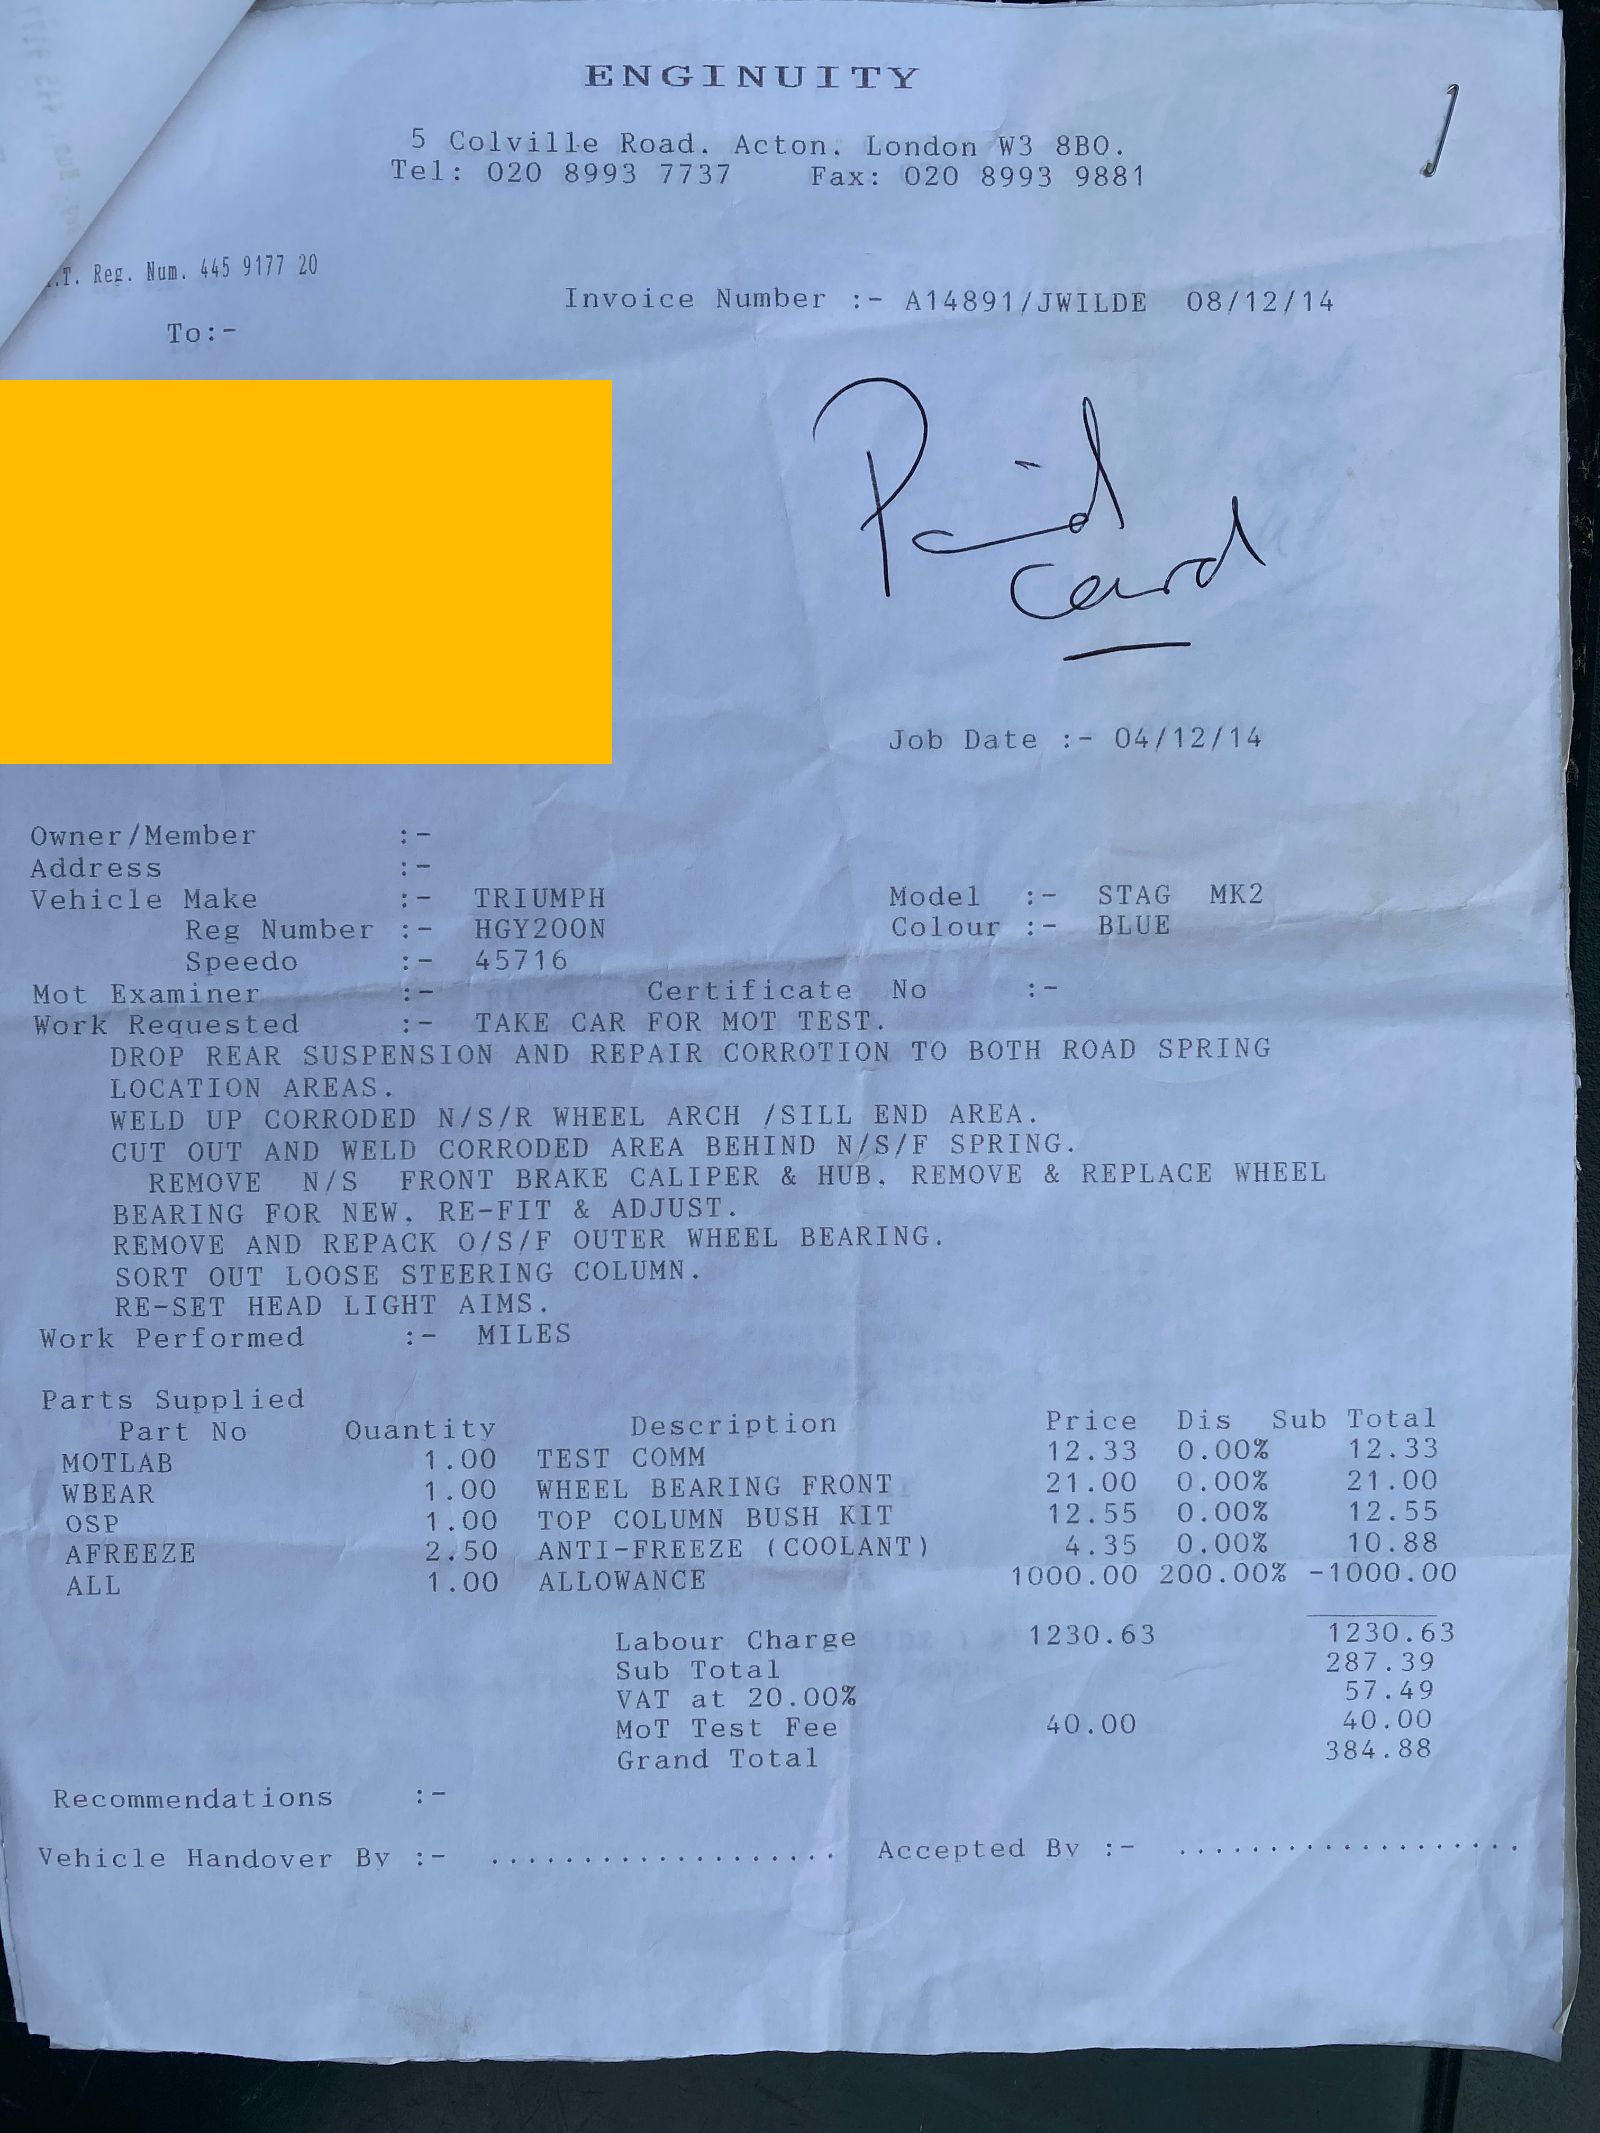 ENGINUITY
5 Colville Road. Acton. London W3 8BO.
Tel: 020 8993 7737 Fax: 020 8993 9881
.T. Reg. Num. 445 9177 20
Invoice Number :- A14891/JWILDE 08/12/14
To:-
Paid
Card
Job Date :- 04/12/14
Owner/Member :-
Address :-
Vehicle Make :- TRIUMPH Model :- STAG MK2
Reg Number :- HGY200N Colour :- BLUE
Speedo :- 45716
Mot Examiner :- Certificate No :-
Work Requested :- TAKE CAR FOR MOT TEST.
DROP REAR SUSPENSION AND REPAIR CORROTION TO BOTH ROAD SPRING
LOCATION AREAS.
WELD UP CORRODED N/S/R WHEEL ARCH /SILL END AREA.
CUT OUT AND WELD CORRODED AREA BEHIND N/S/F SPRING.
REMOVE N/S FRONT BRAKE CALIPER & HUB. REMOVE & REPLACE WHEEL
BEARING FOR NEW. RE-FIT & ADJUST.
REMOVE AND REPACK O/S/F OUTER WHEEL BEARING.
SORT OUT LOOSE STEERING COLUMN.
RE-SET HEAD LIGHT AIMS.
Work Performed :- MILES
Parts Supplied
Part No Quantity Description Price Dis Sub Total
MOTLAB 1.00 TEST COMM 12.33 0.00% 12.33
WBEAR 1.00 WHEEL BEARING FRONT 21.00 0.00% 21.00
OSP 1.00 TOP COLUMN BUSH KIT 12.55 0.00% 12.55
AFREEZE 2.50 ANTI-FREEZE (COOLANT) 4.35 0.00% 10.88
ALL 1.00 ALLOWANCE 1000.00 200.00% -1000.00
Labour Charge 1230.63 1230.63
Sub Total 287.39
VAT at 20.00% 57.49
MoT Test Fee 40.00 40.00
Grand Total 384.88
Recommendations :-
Vehicle Handover By :- .................. Accepted By :- ..................